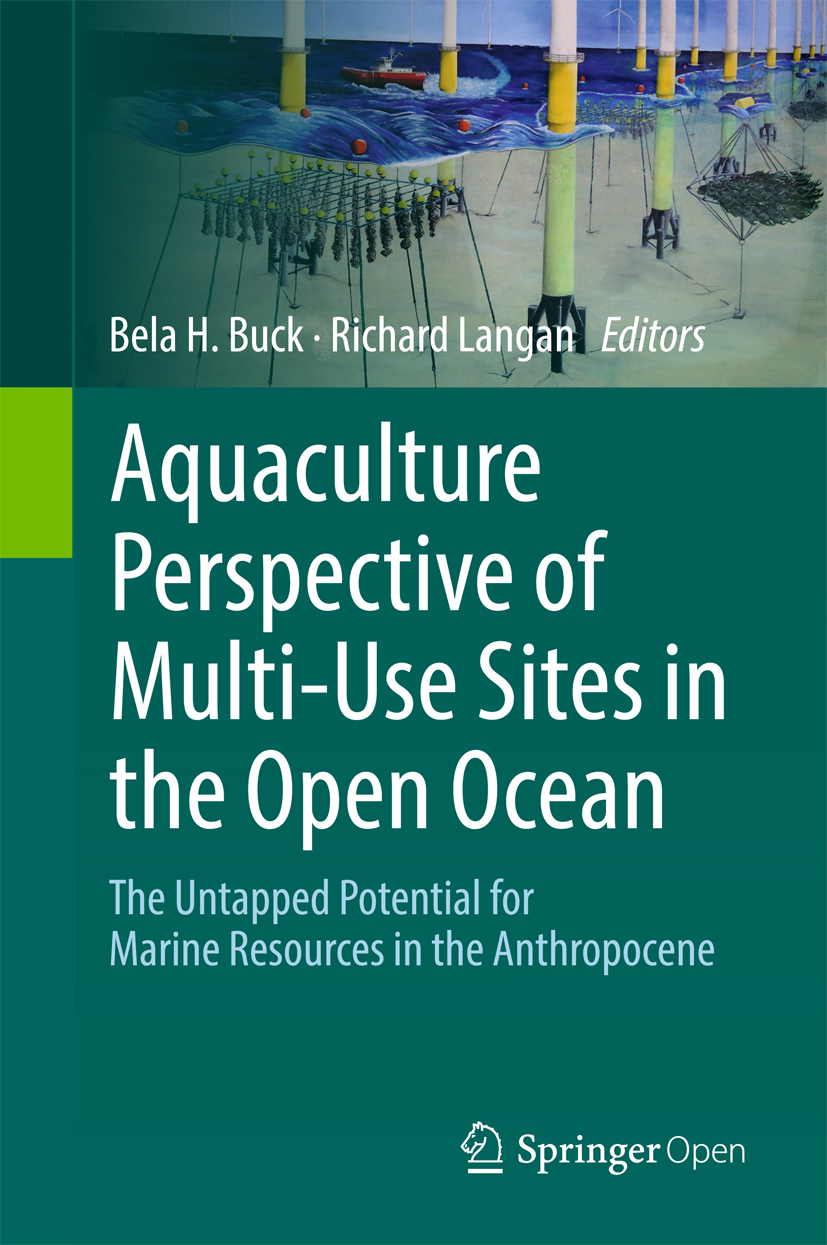 Bela H. Buck · Richard Langan Editors
Aquaculture
Perspective of
Multi-Use Sites in
the Open Ocean
The Untapped Potential for
Marine Resources in the Anthropocene
Springer Open